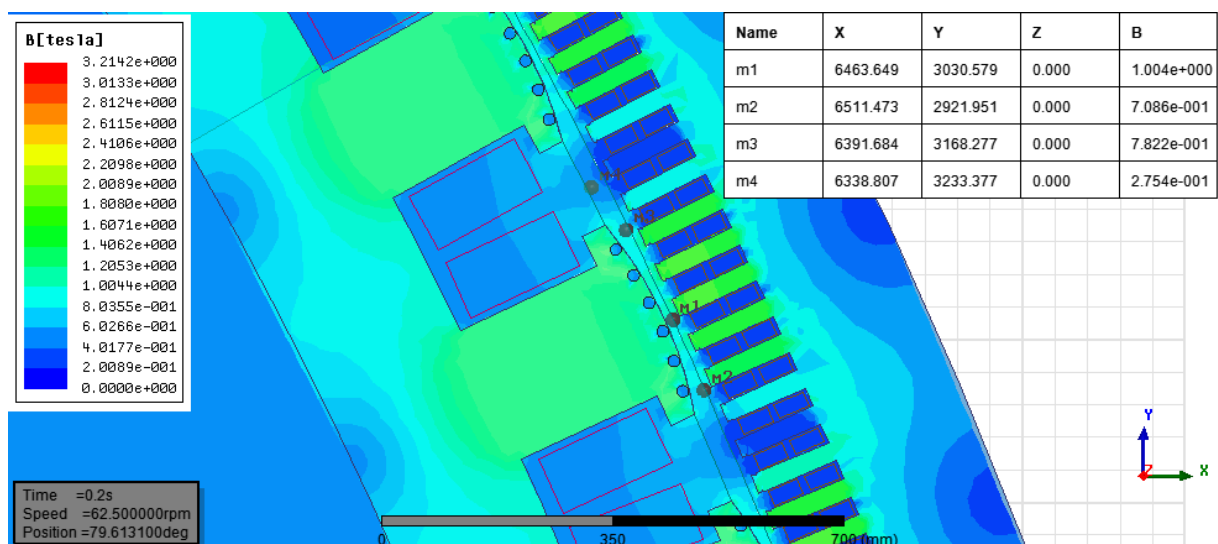 B[tesla]
3.2142e+000
3.0133e+000
2.8124e+000
2.6115e+000
2.4106e+000
2.2098e+000
2.0089e+000
1.8080e+000
1.6071e+000
1.4062e+000
1.2053e+000
1.0044e+000
8.0355e-001
6.0266e-001
4.0177e-001
2.0089e-001
0.0000e+000
Name X Y Z B
m1 6463.649 3030.579 0.000 1.004e+000
m2 6511.473 2921.951 0.000 7.086e-001
m3 6391.684 3168.277 0.000 7.822e-001
m4 6338.807 3233.377 0.000 2.754e-001
m1
m2
Time =0.2s
Speed =62.500000rpm
Position =79.613100deg
0 350 700 (mm)
Y
X
Z